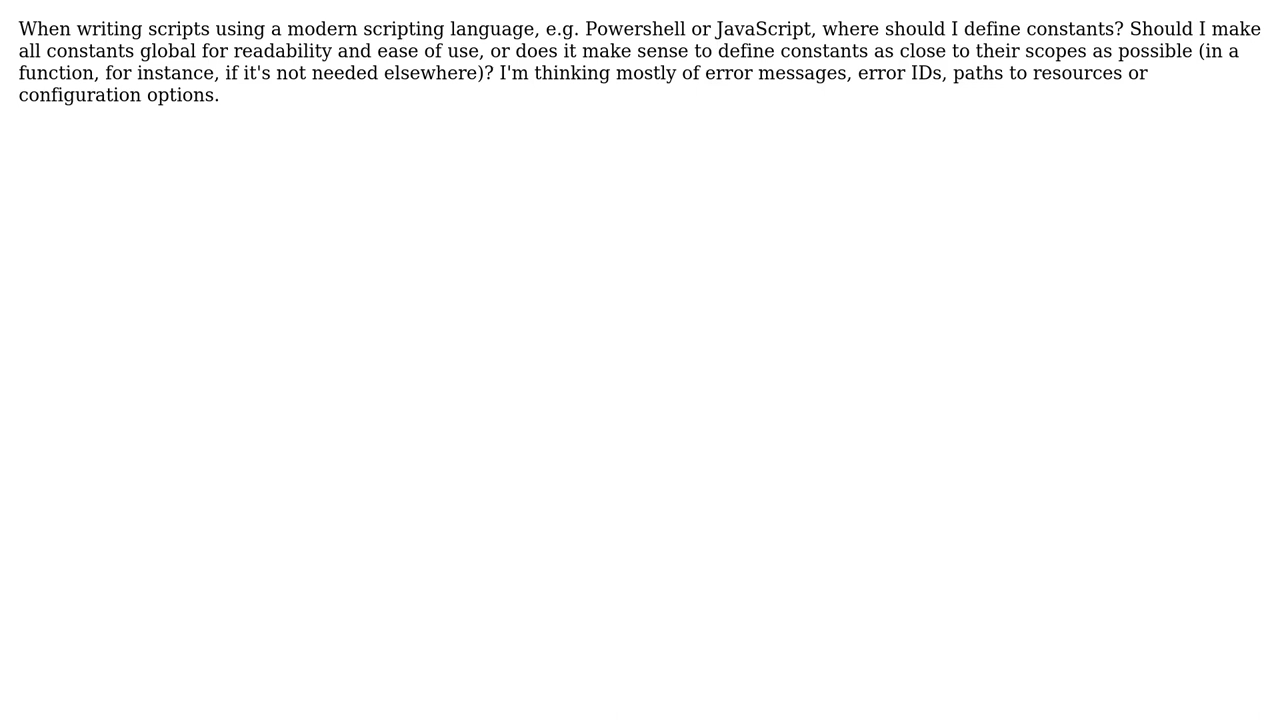 When writing scripts using a modern scripting language, e.g. Powershell or JavaScript, where should I define constants? Should I make
all constants global for readability and ease of use, or does it make sense to define constants as close to their scopes as possible (in a
function, for instance, if it's not needed elsewhere)? I'm thinking mostly of error messages, error IDs, paths to resources or
configuration options.